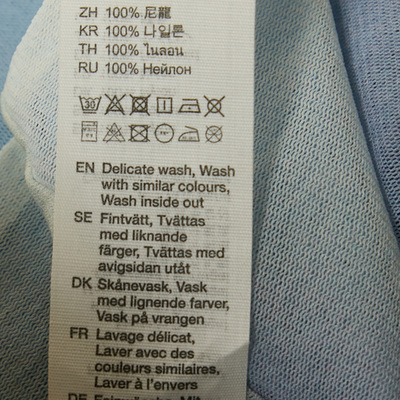 ZH 100% 尼龍
KR 100% 나일론
TH 100% ไนลอน
RU 100% Нейлон
30
EN Delicate wash, Wash
with similar colours,
Wash inside out
SE Fintvätt, Tvättas
med liknande
färger, Tvättas med
avigsidan utåt
DK Skånevask, Vask
med lignende farver,
Vask på vrangen
FR Lavage délicat,
Laver avec des
couleurs similaires,
Laver à l'envers